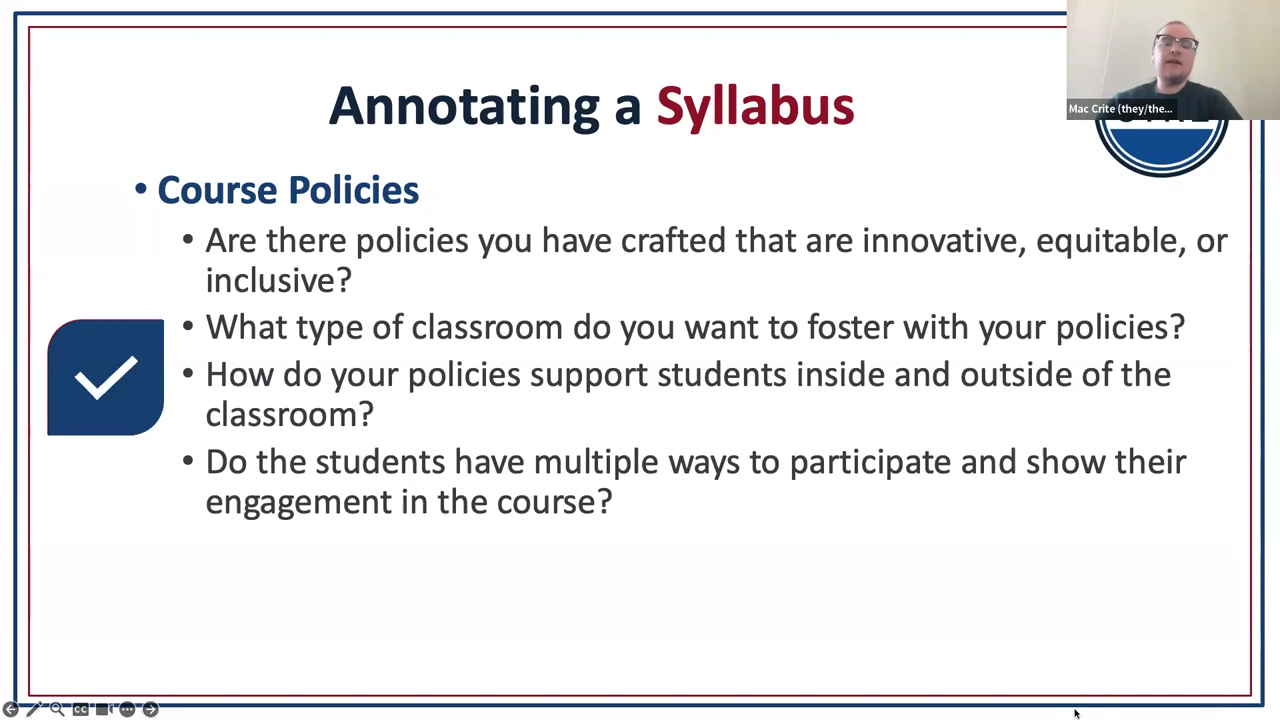 Annotating a Syllabus
Mac Crite (they/the...
• Course Policies
• Are there policies you have crafted that are innovative, equitable, or
inclusive?
• What type of classroom do you want to foster with your policies?
• How do your policies support students inside and outside of the
classroom?
• Do the students have multiple ways to participate and show their
engagement in the course?
CC